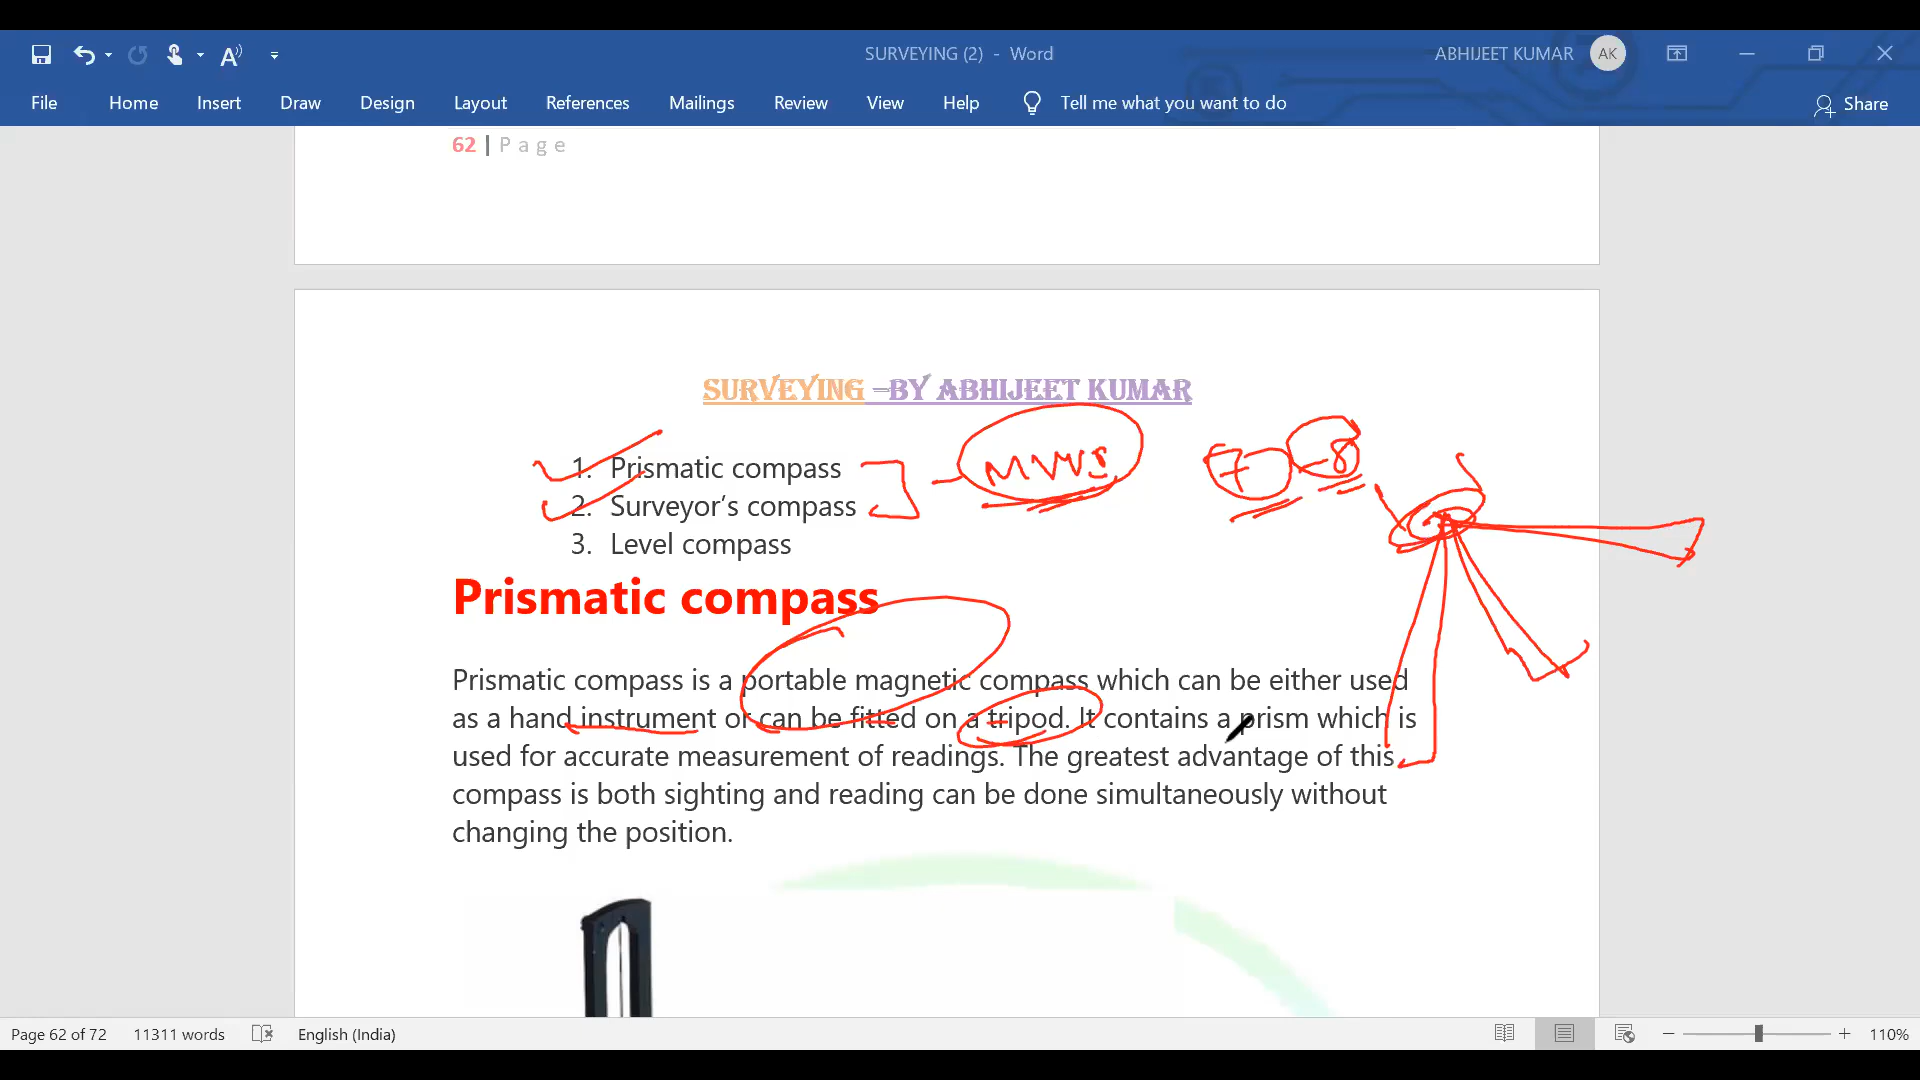 SURVEYING (2) - Word
ABHIJEET KUMAR
AK
File Home Insert Draw Design Layout References Mailings Review View Help Tell me what you want to do
Share
62 | Page
SURVEYING –BY ABHIJEET KUMAR
1. Prismatic compass
2. Surveyor’s compass
3. Level compass
7 – 8
Prismatic compass
Prismatic compass is a portable magnetic compass which can be either used
as a hand instrument or can be fitted on a tripod. It contains a prism which is
used for accurate measurement of readings. The greatest advantage of this
compass is both sighting and reading can be done simultaneously without
changing the position.
Page 62 of 72 11311 words English (India)
110%